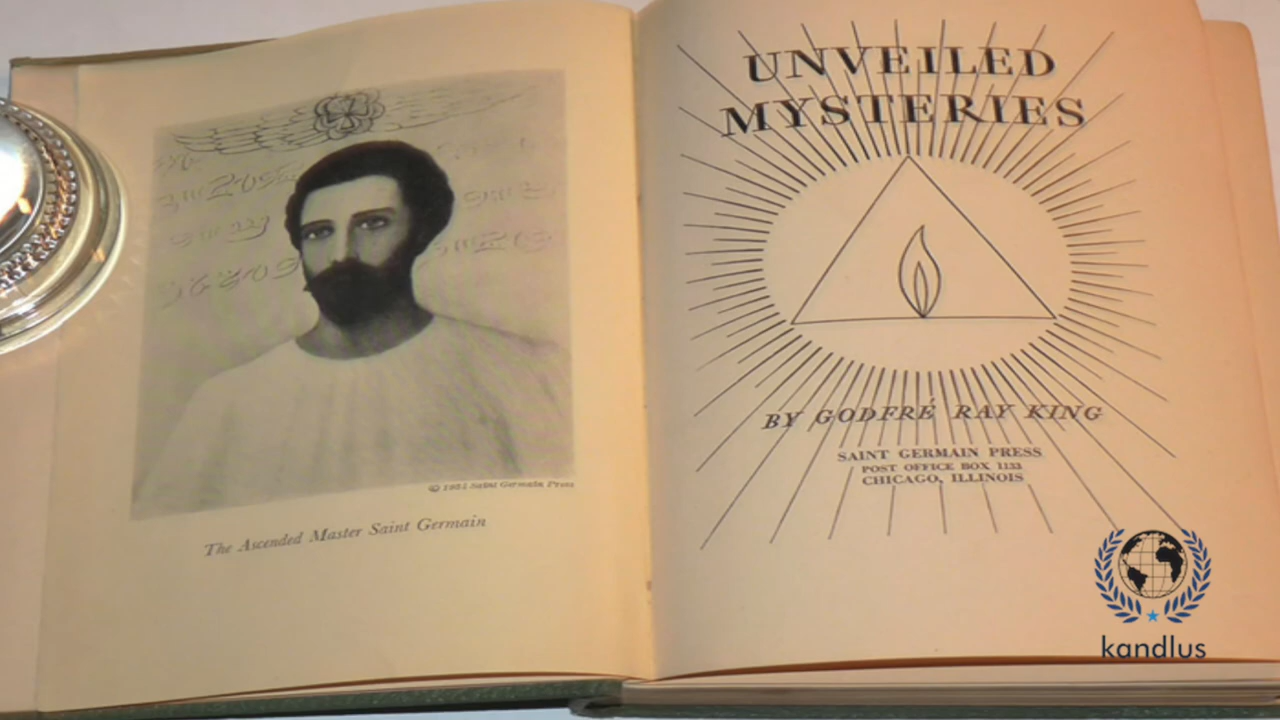 © 1935 Saint Germain Press
The Ascended Master Saint Germain
UNVEILED
MYSTERIES
BY GODFRÉ RAY KING
SAINT GERMAIN PRESS
POST OFFICE BOX 1133
CHICAGO, ILLINOIS
kandlus